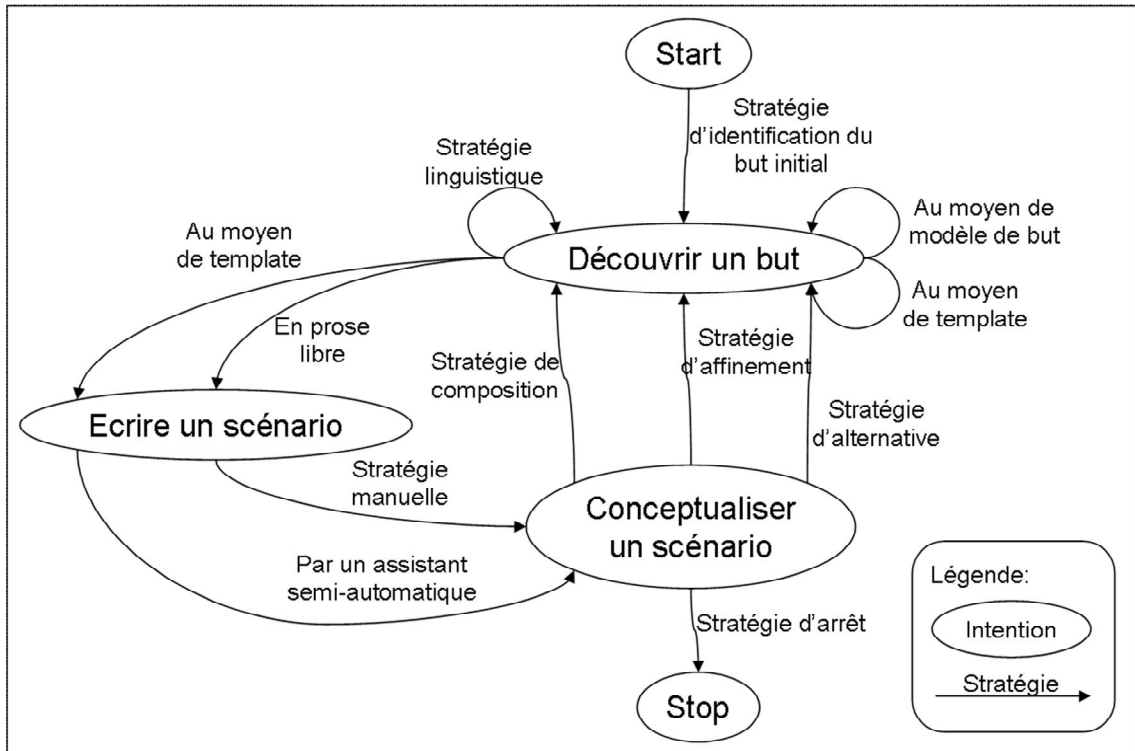 Start
Stratégie
d'identification du
but initial
Stratégie
linguistique
Au moyen de
modèle de but
Au moyen
de template
Découvrir un but
Au moyen
de template
En prose
libre
Stratégie de
composition
Stratégie
d'affinement
Stratégie
d'alternative
Ecrire un scénario
Stratégie
manuelle
Conceptualiser
un scénario
Par un assistant
semi-automatique
Stratégie d'arrêt
Stop
Légende:
Intention
Stratégie